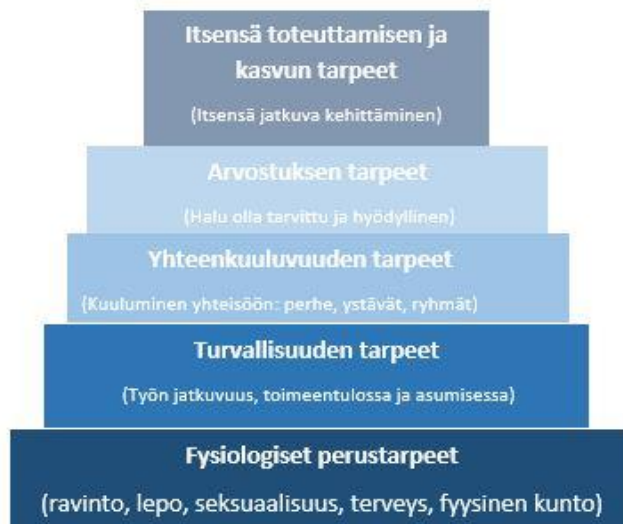 Itsensä toteuttamisen ja
kasvun tarpeet
(Itsensä jatkuva kehittäminen)
Arvostuksen tarpeet
(Halu olla tarvittu ja hyödyllinen)
Yhteenkuuluvuuden tarpeet
(Kuuluminen yhteisöön: perhe, ystävät, ryhmät)
Turvallisuuden tarpeet
(Työn jatkuvuus, toimeentulossa ja asumisessa)
Fysiologiset perustarpeet
(ravinto, lepo, seksuaalisuus, terveys, fyysinen kunto)